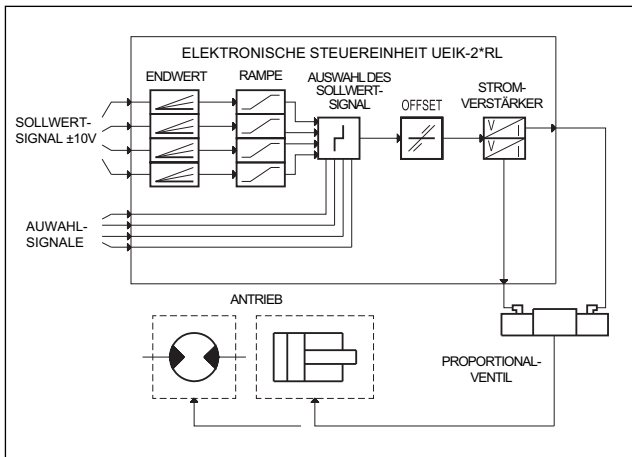 ELEKTRONISCHE STEUEREINHEIT UEIK-2*RL
ENDWERT
RAMPE
AUSWAHL DES
SOLLWERT-
SIGNAL
OFFSET
STROM-
VERSTÄRKER
SOLLWERT-
SIGNAL ±10V
V
I
V
I
AUWAHL-
SIGNALE
ANTRIEB
PROPORTIONAL-
VENTIL